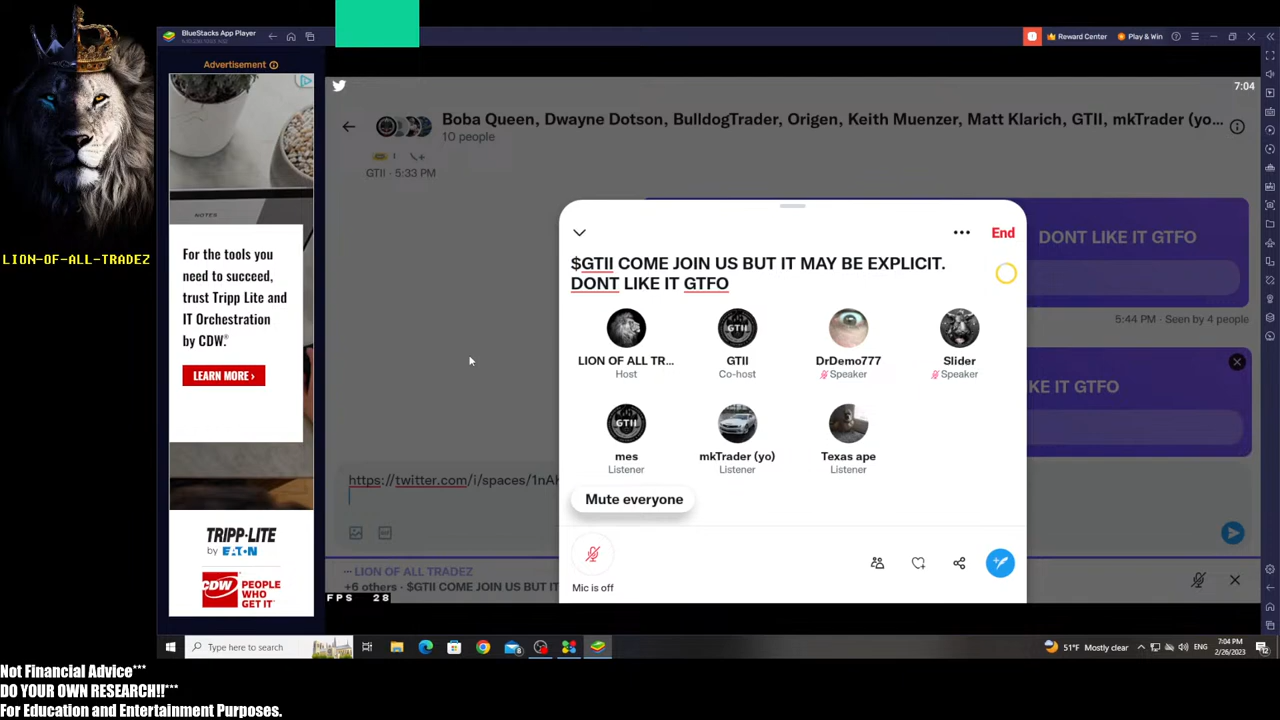 BlueStacks App Player
Reward Center
Play & Win
Advertisement
LION-OF-ALL-TRADEZ
NOTES
For the tools you
need to succeed,
trust Tripp Lite and
IT Orchestration
by CDW.
LEARN MORE >
TRIPP·LITE
by EATON
CDW PEOPLE
WHO
GET IT
7:04
Boba Queen, Dwayne Dotson, BulldogTrader, Origen, Keith Muenzer, Matt Klarich, GTII, mkTrader (yo...
10 people
1
GTII · 5:33 PM
DONT LIKE IT GTFO
5:44 PM · Seen by 4 people
KE IT GTFO
End
$GTII COME JOIN US BUT IT MAY BE EXPLICIT.
DONT LIKE IT GTFO
LION OF ALL TR...
Host
GTII
Co-host
DrDemo777
Speaker
Slider
Speaker
mes
Listener
mkTrader (yo)
Listener
Texas ape
Listener
Mute everyone
Mic is off
https://twitter.com/i/spaces/1nA
LION OF ALL TRADEZ
+6 others · $GTII COME JOIN US BUT IT
FPS 28
Type here to search
51°F Mostly clear
ENG
7:04 PM
2/26/2023
Not Financial Advice***
DO YOUR OWN RESEARCH!!***
For Education and Entertainment Purposes.